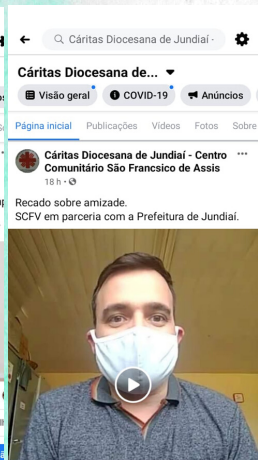 Cáritas Diocesana de Jundiaí -
Cáritas Diocesana de...
Visão geral
COVID-19
Anúncios
Página inicial Publicações Vídeos Fotos Sobre
Cáritas Diocesana de Jundiaí - Centro
Comunitário São Francsico de Assis
18 h
Recado sobre amizade.
SCFV em parceria com a Prefeitura de Jundiaí.